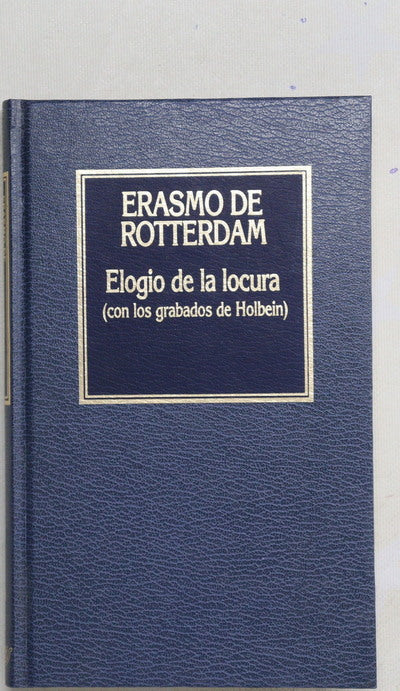 ERASMO DE
ROTTERDAM
Elogio de la locura
(con los grabados de Holbein)